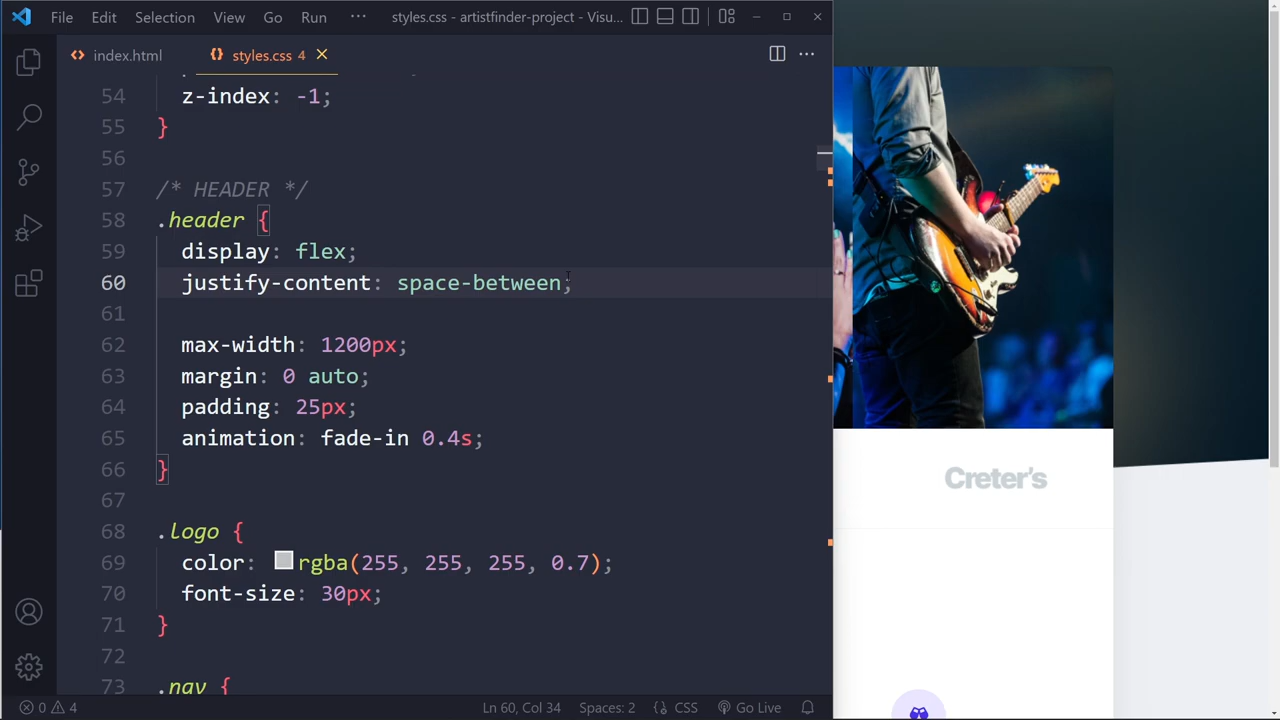 File Edit Selection View Go Run ··· styles.css - artistfinder-project - Visu...
index.html
{} styles.css 4
54 z-index: -1;
55 }
56
57 /* HEADER */
58 .header {
59 display: flex;
60 justify-content: space-between;
61
62 max-width: 1200px;
63 margin: 0 auto;
64 padding: 25px;
65 animation: fade-in 0.4s;
66 }
67
68 .logo {
69 color: rgba(255, 255, 255, 0.7);
70 font-size: 30px;
71 }
72
73 .nav {
0 4 Ln 60, Col 34 Spaces: 2 {} CSS Go Live
Creter's